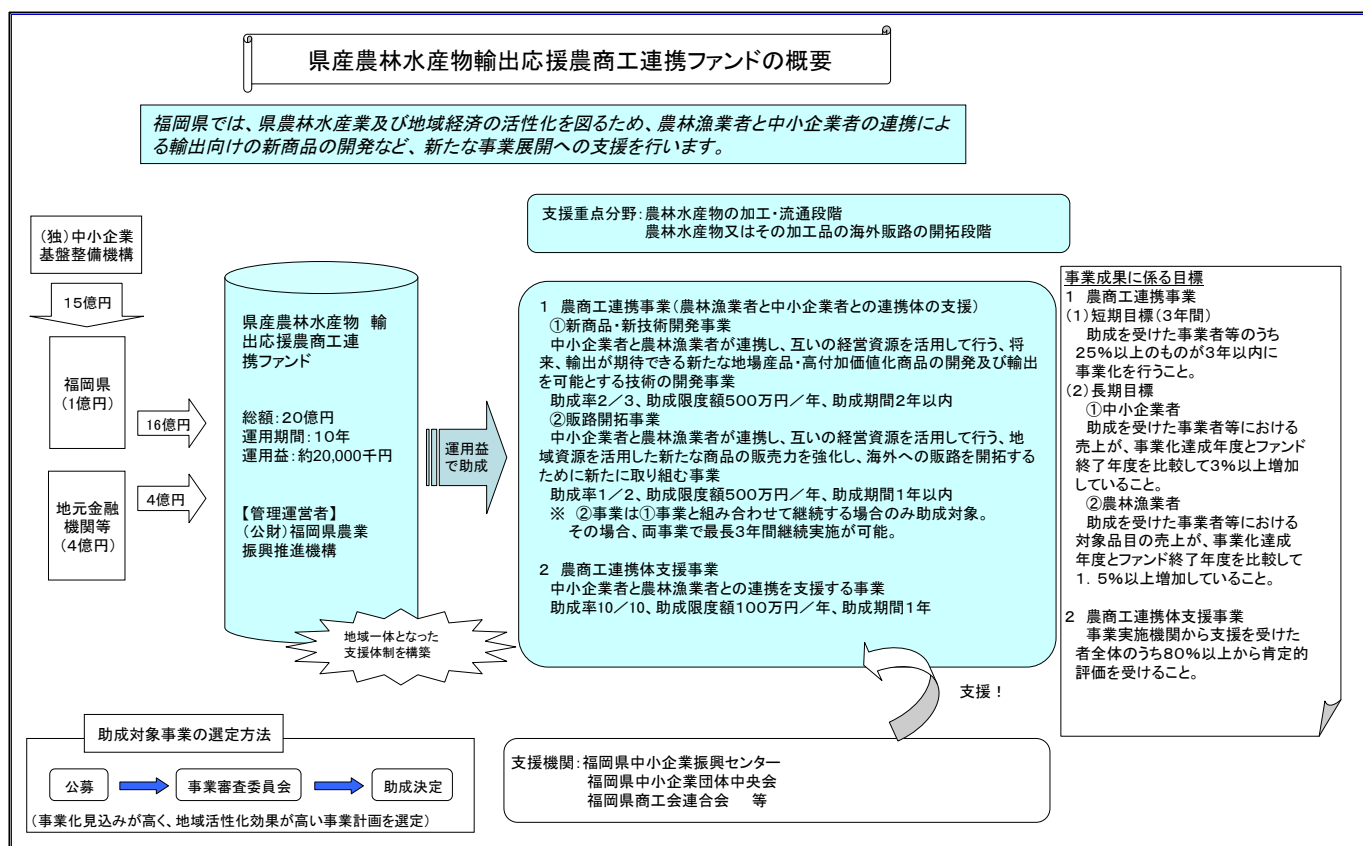 県産農林水産物輸出応援農商工連携ファンドの概要
福岡県では、県農林水産業及び地域経済の活性化を図るため、農林漁業者と中小企業者の連携によ
る輸出向けの新商品の開発など、新たな事業展開への支援を行います。
(独)中小企業
基盤整備機構
15億円
福岡県
(1億円)
16億円
地元金融
機関等
(4億円)
4億円
県産農林水産物 輸
出応援農商工連
携ファンド
総額:20億円
運用期間:10年
運用益:約20,000千円
【管理運営者】
(公財)福岡県農業
振興推進機構
地域一体となった
支援体制を構築
運用益
で助成
支援重点分野:農林水産物の加工・流通段階
農林水産物又はその加工品の海外販路の開拓段階
1 農商工連携事業(農林漁業者と中小企業者との連携体の支援)
①新商品・新技術開発事業
中小企業者と農林漁業者が連携し、互いの経営資源を活用して行う、将
来、輸出が期待できる新たな地場産品・高付加価値化商品の開発及び輸出
を可能とする技術の開発事業
助成率2/3、助成限度額500万円/年、助成期間2年以内
②販路開拓事業
中小企業者と農林漁業者が連携し、互いの経営資源を活用して行う、地
域資源を活用した新たな商品の販売力を強化し、海外への販路を開拓する
ために新たに取り組む事業
助成率1/2、助成限度額500万円/年、助成期間1年以内
※ ②事業は①事業と組み合わせて継続する場合のみ助成対象。
その場合、両事業で最長3年間継続実施が可能。
2 農商工連携体支援事業
中小企業者と農林漁業者との連携を支援する事業
助成率10/10、助成限度額100万円/年、助成期間1年
事業成果に係る目標
1 農商工連携事業
(1)短期目標(3年間)
助成を受けた事業者等のうち
25%以上のものが3年以内に
事業化を行うこと。
(2)長期目標
①中小企業者
助成を受けた事業者等における
売上が、事業化達成年度とファンド
終了年度を比較して3%以上増加
していること。
②農林漁業者
助成を受けた事業者等における
対象品目の売上が、事業化達成
年度とファンド終了年度を比較して
1.5%以上増加していること。
2 農商工連携体支援事業
事業実施機関から支援を受けた
者全体のうち80%以上から肯定的
評価を受けること。
支援!
支援機関:福岡県中小企業振興センター
福岡県中小企業団体中央会
福岡県商工会連合会 等
助成対象事業の選定方法
公募
事業審査委員会
助成決定
(事業化見込みが高く、地域活性化効果が高い事業計画を選定)